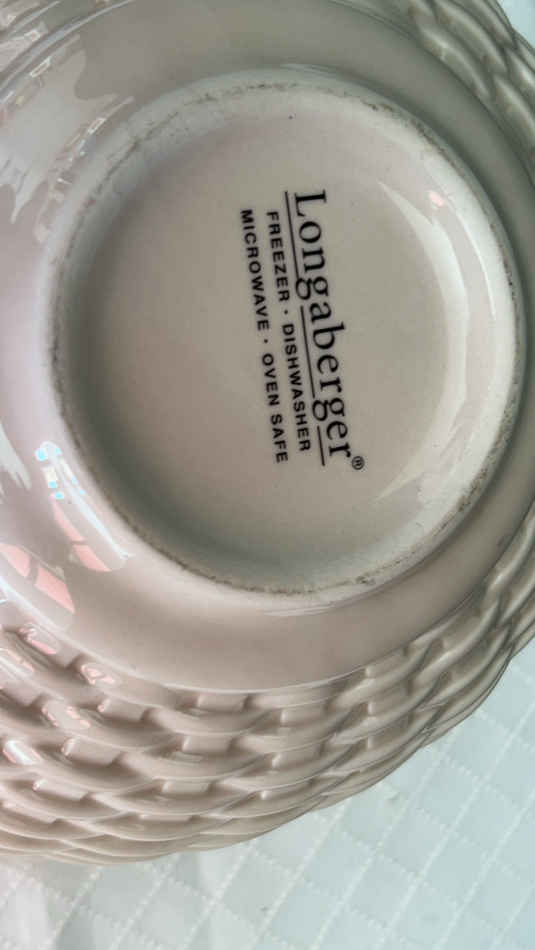 Longaberger®
FREEZER · DISHWASHER
MICROWAVE · OVEN SAFE